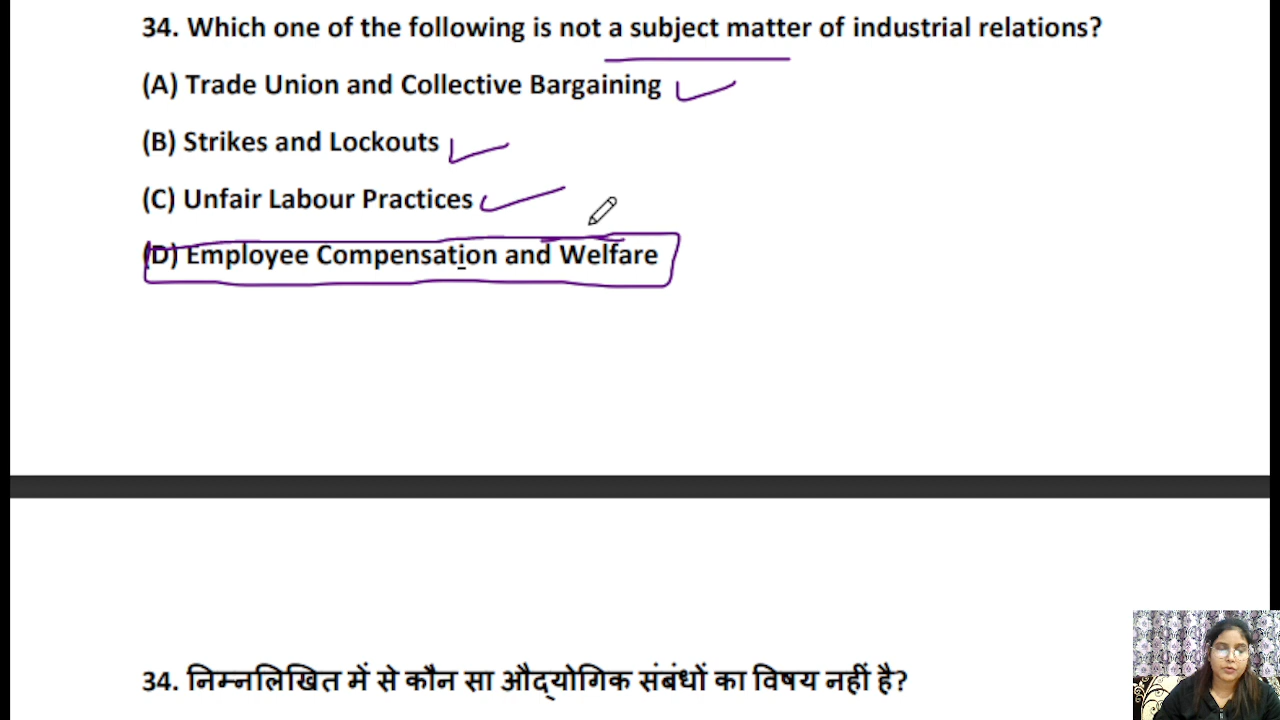 34. Which one of the following is not a subject matter of industrial relations?
(A) Trade Union and Collective Bargaining
(B) Strikes and Lockouts
(C) Unfair Labour Practices
(D) Employee Compensation and Welfare
34. निम्नलिखित में से कौन सा औद्योगिक संबंधों का विषय नहीं है?